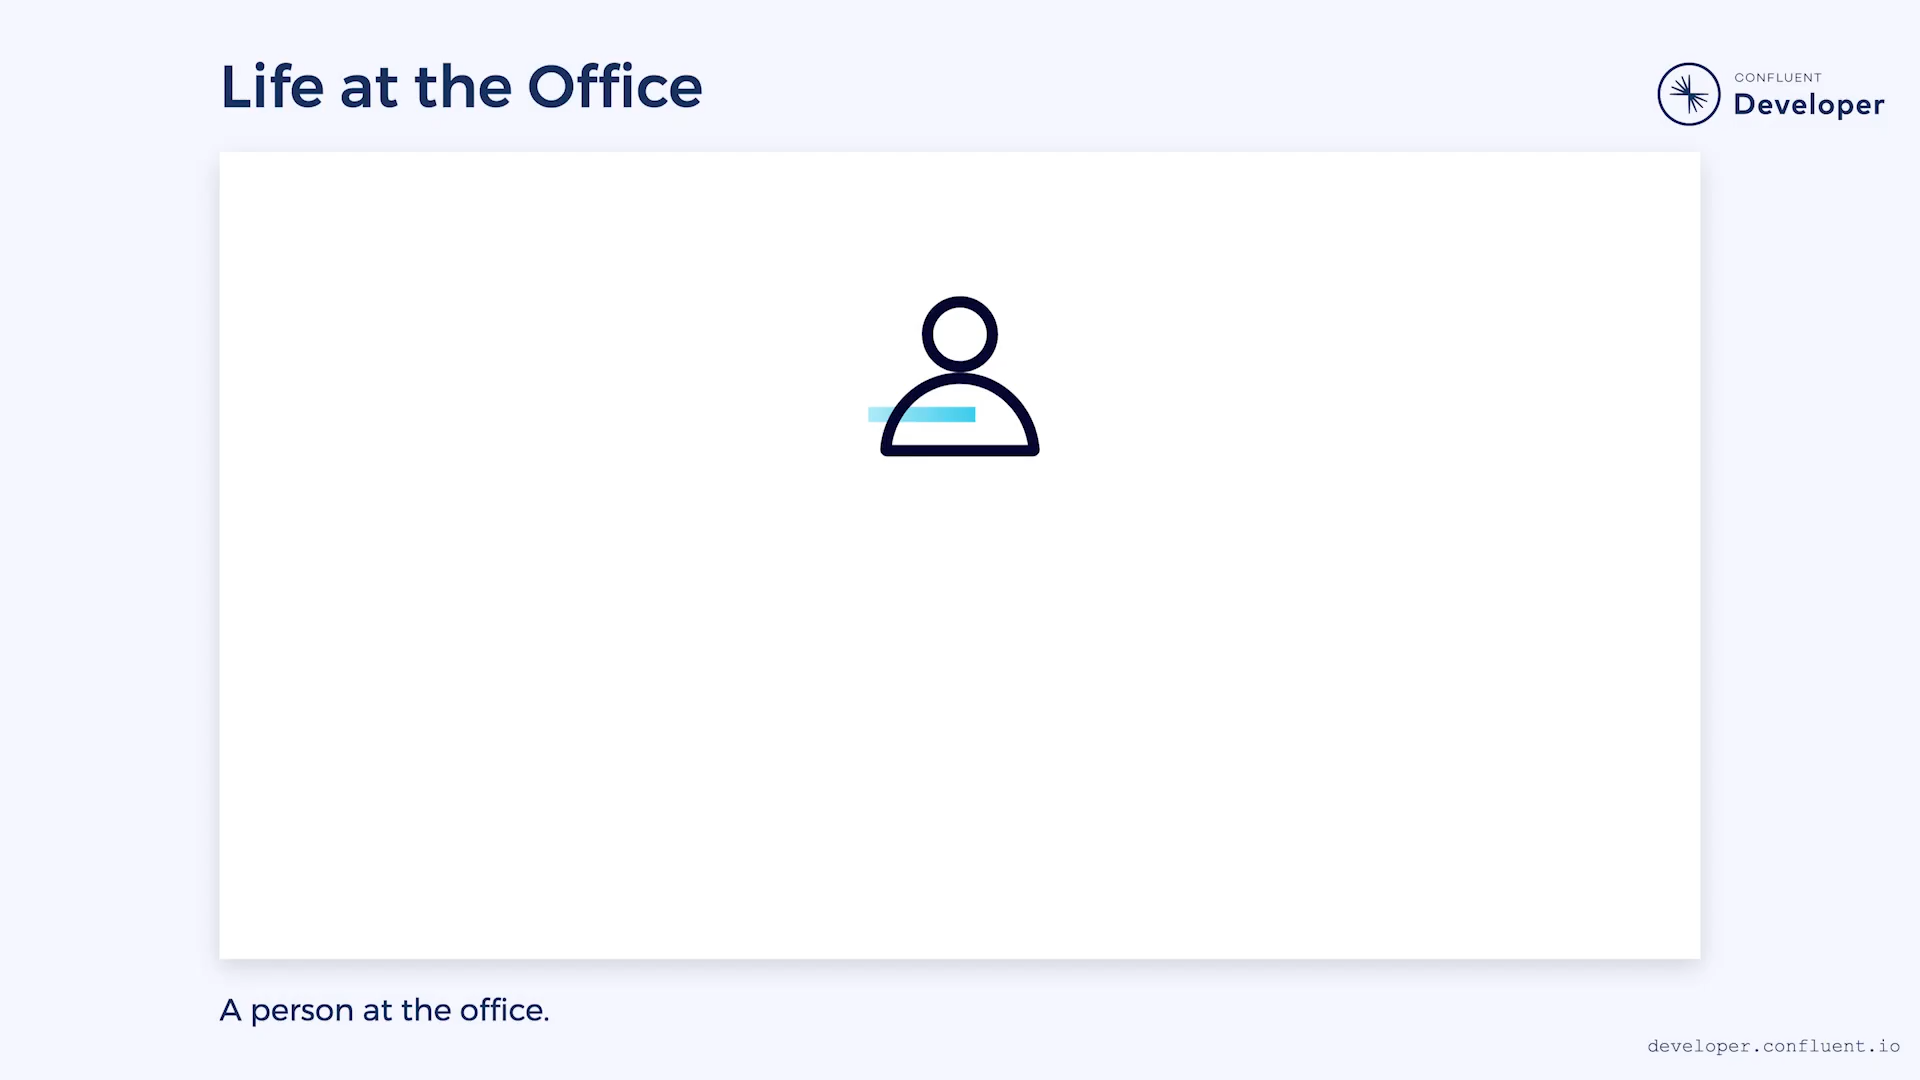 Life at the Office
CONFLUENT
Developer
A person at the office.
developer.confluent.io